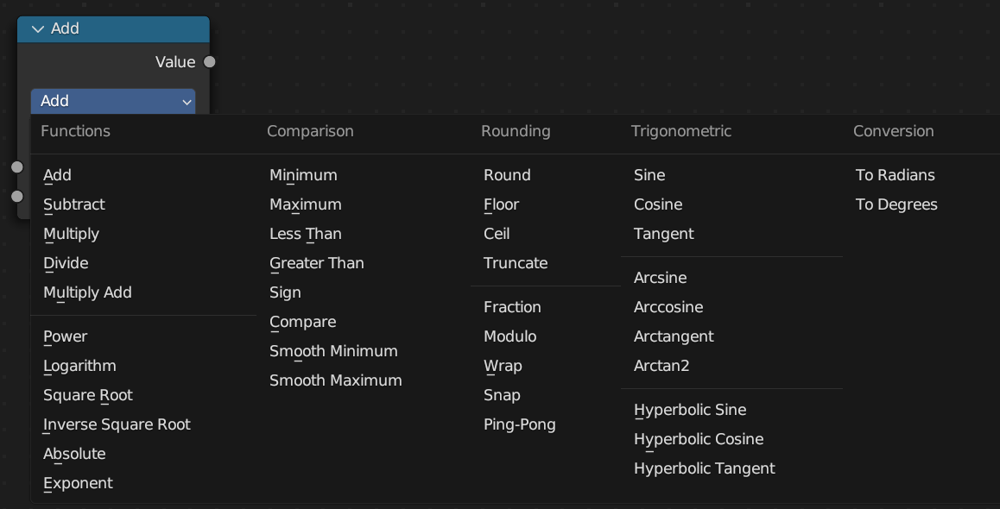 Add
Value
Add
Functions
Add
Subtract
Multiply
Divide
Multiply Add
Power
Logarithm
Square Root
Inverse Square Root
Absolute
Exponent
Comparison
Minimum
Maximum
Less Than
Greater Than
Sign
Compare
Smooth Minimum
Smooth Maximum
Rounding
Round
Floor
Ceil
Truncate
Fraction
Modulo
Wrap
Snap
Ping-Pong
Trigonometric
Sine
Cosine
Tangent
Arcsine
Arccosine
Arctangent
Arctan2
Hyperbolic Sine
Hyperbolic Cosine
Hyperbolic Tangent
Conversion
To Radians
To Degrees